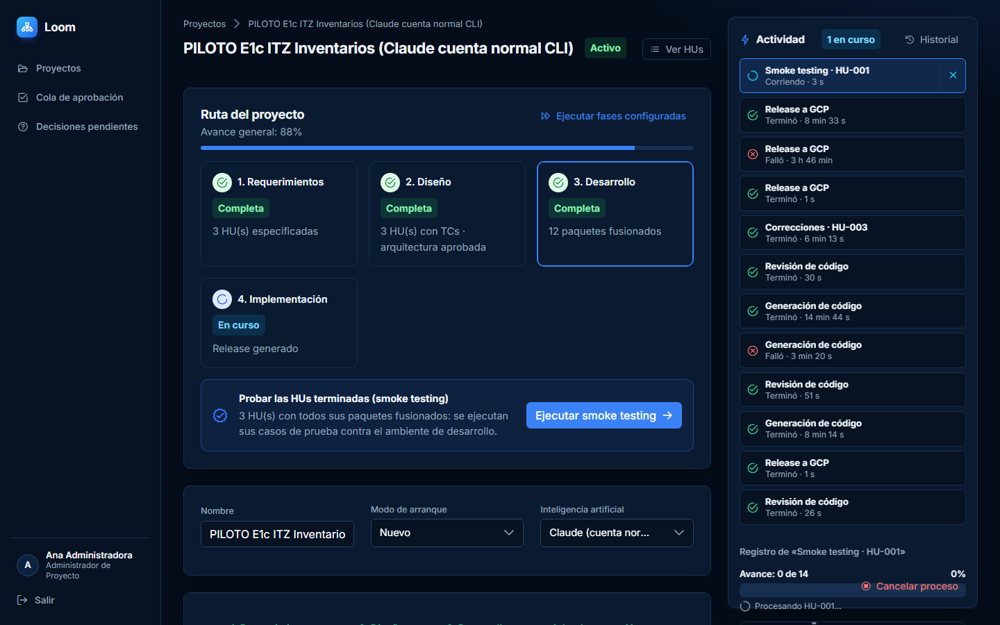 Loom
Proyectos
Cola de aprobación
Decisiones pendientes
A
Ana Administradora
Administrador de
Proyecto
Salir
Proyectos
PILOTO E1c ITZ Inventarios (Claude cuenta normal CLI)
PILOTO E1c ITZ Inventarios (Claude cuenta normal CLI)
Activo
Ver HUs
Ruta del proyecto
Avance general: 88%
Ejecutar fases configuradas
1. Requerimientos
Completa
3 HU(s) especificadas
2. Diseño
Completa
3 HU(s) con TCs ·
arquitectura aprobada
3. Desarrollo
Completa
12 paquetes fusionados
4. Implementación
En curso
Release generado
Probar las HUs terminadas (smoke testing)
3 HU(s) con todos sus paquetes fusionados: se ejecutan
sus casos de prueba contra el ambiente de desarrollo.
Ejecutar smoke testing
Nombre
PILOTO E1c ITZ Inventario
Modo de arranque
Nuevo
Inteligencia artificial
Claude (cuenta nor...
Actividad
1 en curso
Historial
Smoke testing · HU-001
Corriendo · 3 s
Release a GCP
Terminó · 8 min 33 s
Release a GCP
Falló · 3 h 46 min
Release a GCP
Terminó · 1 s
Correcciones · HU-003
Terminó · 6 min 13 s
Revisión de código
Terminó · 30 s
Generación de código
Terminó · 14 min 44 s
Generación de código
Falló · 3 min 20 s
Revisión de código
Terminó · 51 s
Generación de código
Terminó · 8 min 14 s
Release a GCP
Terminó · 1 s
Revisión de código
Terminó · 26 s
Registro de «Smoke testing · HU-001»
Avance: 0 de 14
0%
Cancelar proceso
Procesando HU-001...